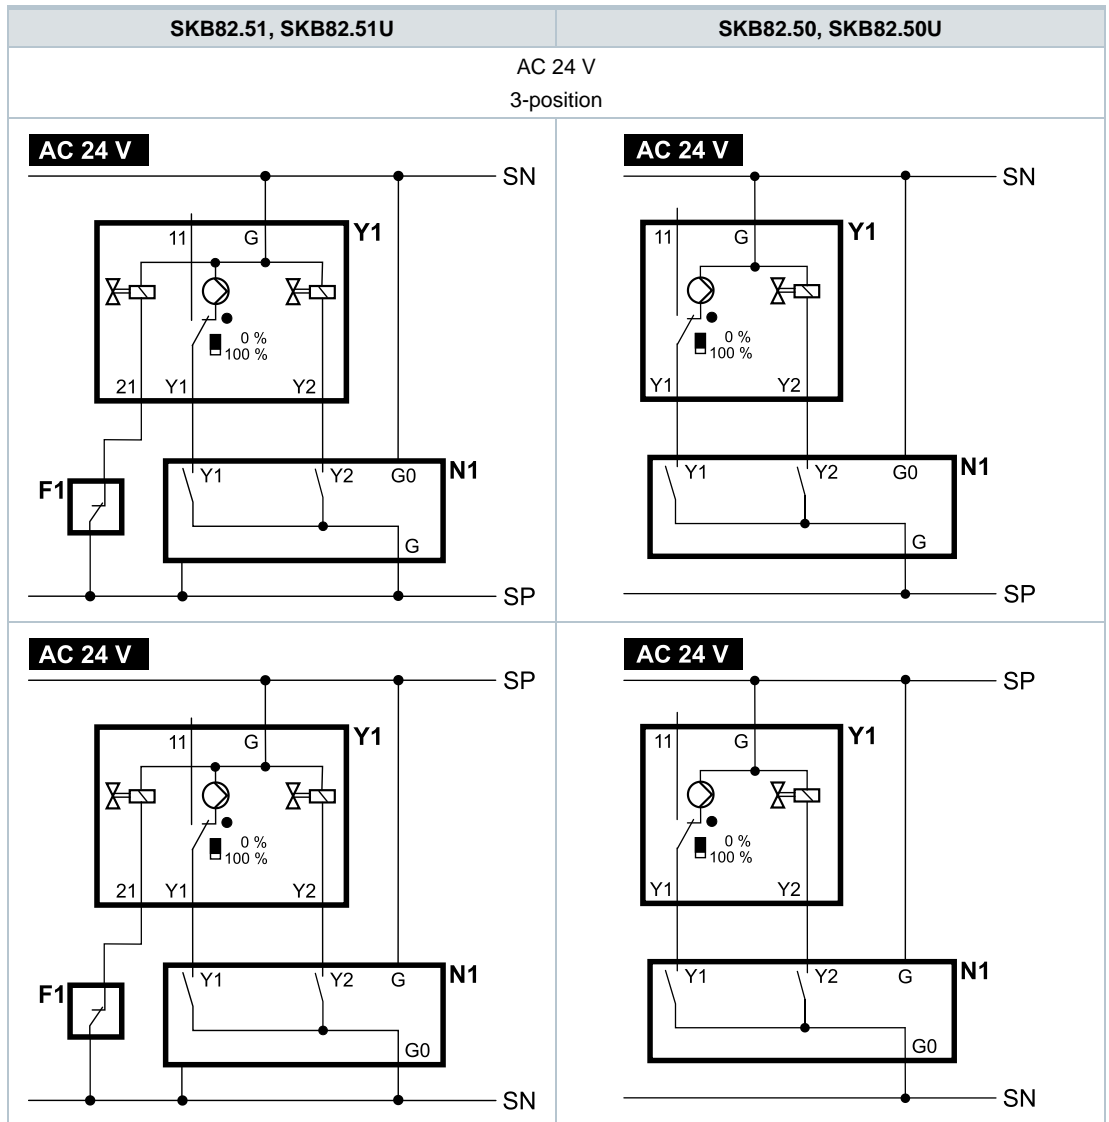 SKB82.51, SKB82.51U
SKB82.50, SKB82.50U
AC 24 V
3-position
AC 24 V
SN
11
G
Y1
0 %
100 %
21
Y1
Y2
F1
Y1
Y2
G0
N1
G
SP
AC 24 V
SN
11
G
Y1
0 %
100 %
Y1
Y2
Y1
Y2
G0
N1
G
SP
AC 24 V
SP
11
G
Y1
0 %
100 %
21
Y1
Y2
F1
Y1
Y2
G
N1
G0
SN
AC 24 V
SP
11
G
Y1
0 %
100 %
Y1
Y2
Y1
Y2
G
N1
G0
SN